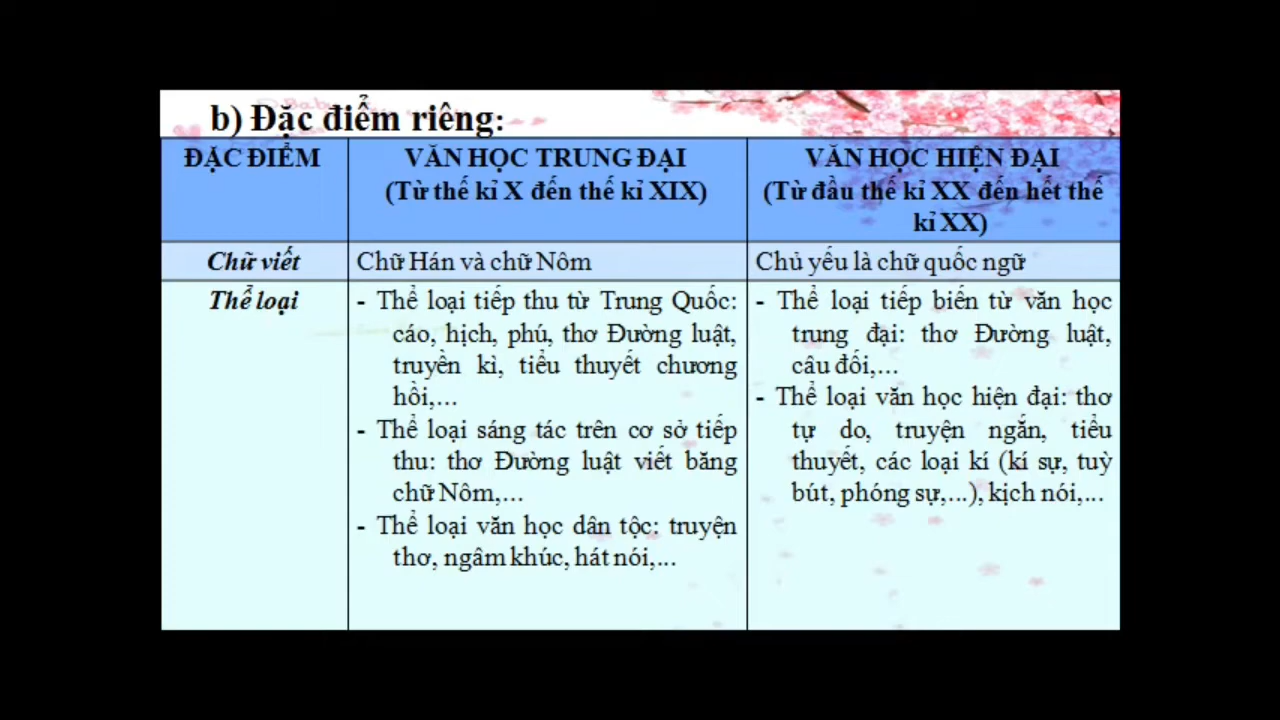 b) Đặc điểm riêng:
ĐẶC ĐIỂM
VĂN HỌC TRUNG ĐẠI
(Từ thế kỉ X đến thế kỉ XIX)
VĂN HỌC HIỆN ĐẠI
(Từ đầu thế kỉ XX đến hết thế
kỉ XX)
Chữ viết
Chữ Hán và chữ Nôm
Chủ yếu là chữ quốc ngữ
Thể loại
- Thể loại tiếp thu từ Trung Quốc:
cáo, hịch, phú, thơ Đường luật,
truyền kì, tiểu thuyết chương
hồi,...
- Thể loại sáng tác trên cơ sở tiếp
thu: thơ Đường luật viết băng
chữ Nôm,...
- Thể loại văn học dân tộc: truyện
thơ, ngâm khúc, hát nói,...
- Thể loại tiếp biến từ văn học
trung đại: thơ Đường luật,
câu đối,...
- Thể loại văn học hiện đại: thơ
tự do, truyện ngắn, tiểu
thuyết, các loại kí (kí sự, tuỳ
bút, phóng sự,...), kịch nói,...